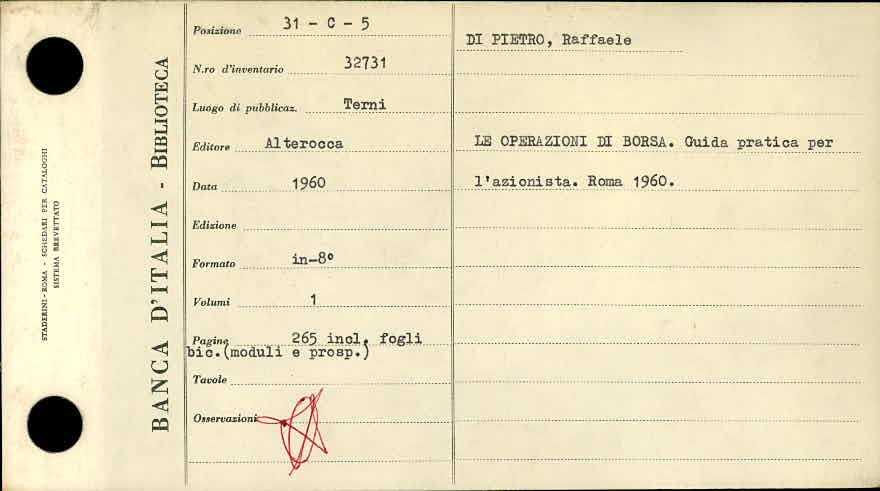 STADERINI - ROMA - SCHEDARI PER CATALOGHI
SISTEMA BREVETTATO
BANCA D'ITALIA - BIBLIOTECA
Posizione 31 - C - 5
N.ro d'inventario 32731
Luogo di pubblicaz. Terni
Editore Alterocca
Data 1960
Edizione
Formato in-8°
Volumi 1
Pagine 265 incl. fogli
bic.(moduli e prosp.)
Tavole
Osservazioni
DI PIETRO, Raffaele
LE OPERAZIONI DI BORSA. Guida pratica per
l'azionista. Roma 1960.